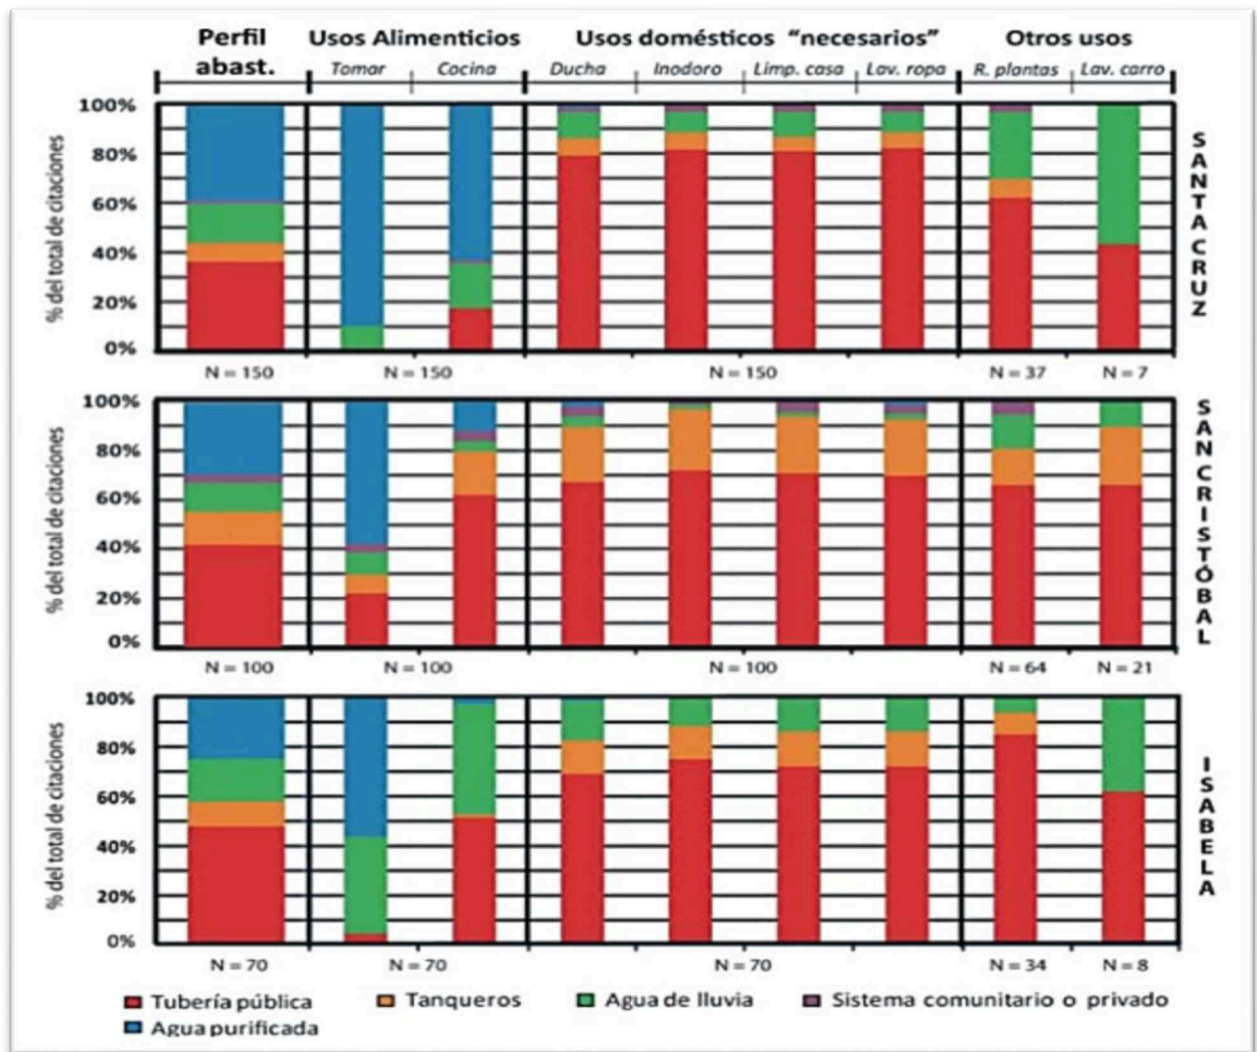 Perfil Usos Alimenticios Usos domésticos “necesarios” Otros usos
abast. Tomar Cocina Ducha Inodoro Limp. casa Lav. ropa R. plantas Lav. carro
% del total de citaciones
100%
80%
60%
40%
20%
0%
SANTA CRUZ
N = 150 N = 150 N = 150 N = 37 N = 7
% del total de citaciones
100%
80%
60%
40%
20%
0%
SAN CRISTÓBAL
N = 100 N = 100 N = 100 N = 64 N = 21
% del total de citaciones
100%
80%
60%
40%
20%
0%
ISABELA
N = 70 N = 70 N = 70 N = 34 N = 8
Tubería pública Tanqueros Agua de lluvia Sistema comunitario o privado
Agua purificada